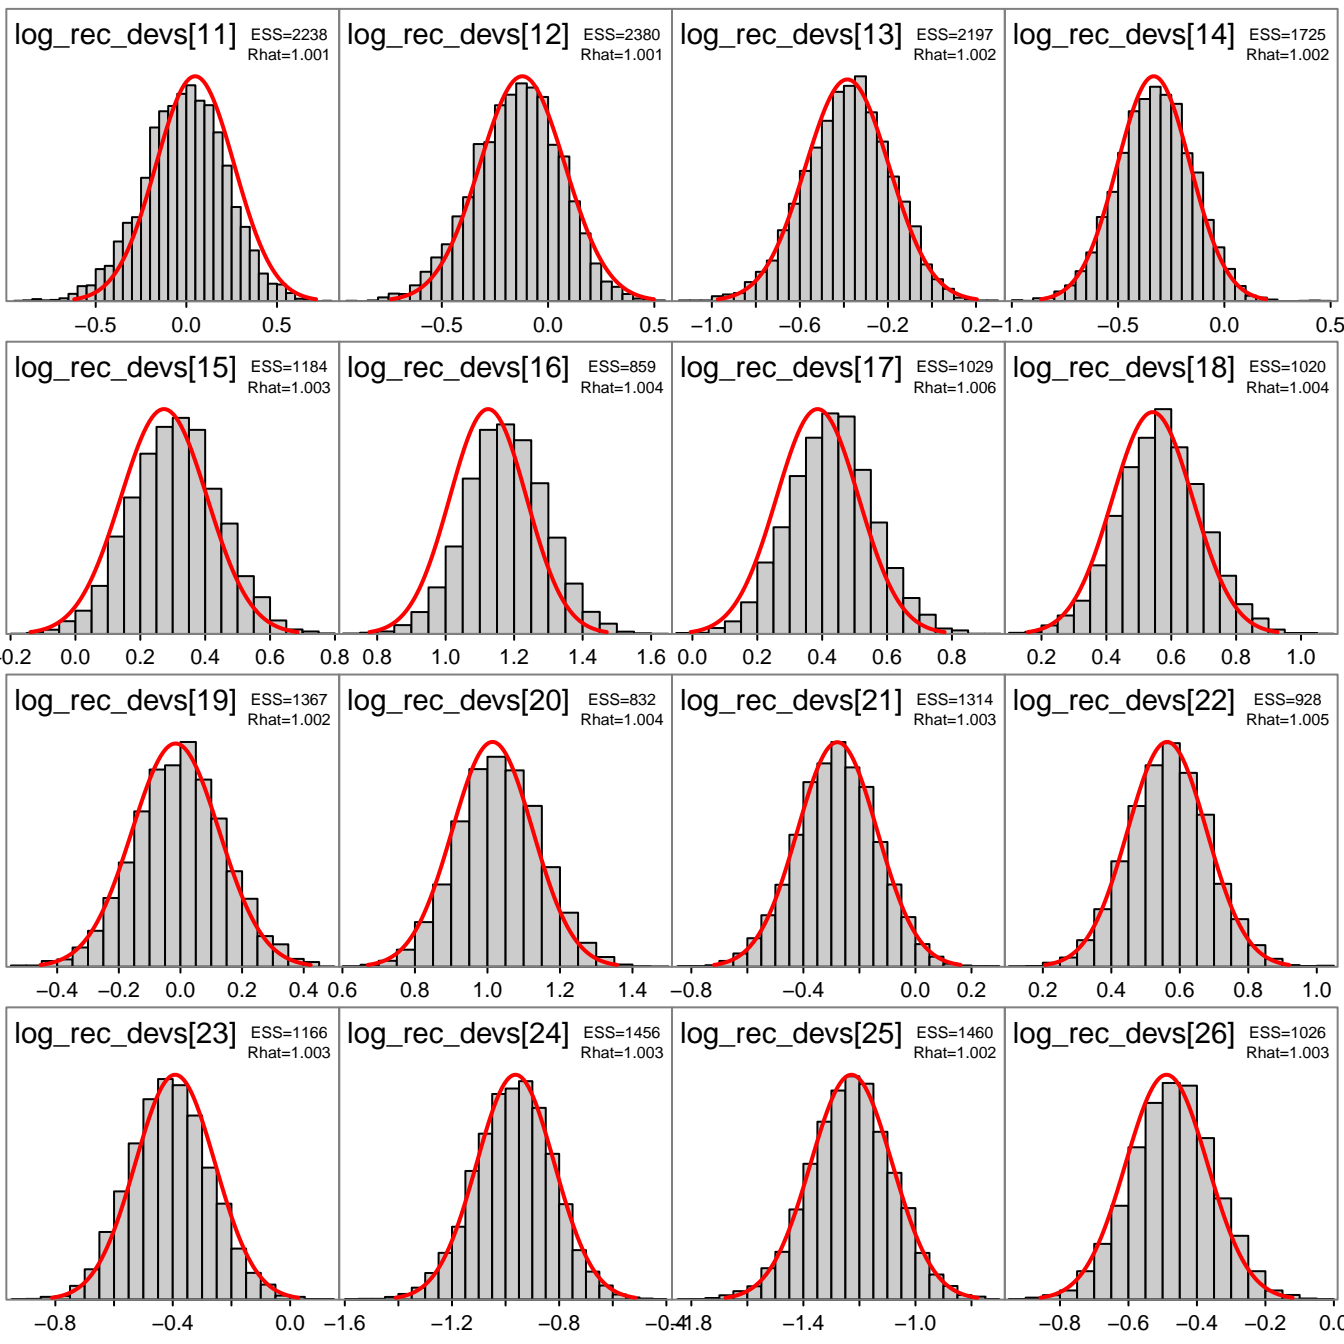 log_rec_devs[11] ESS=2238
Rhat=1.001
log_rec_devs[12] ESS=2380
Rhat=1.001
log_rec_devs[13] ESS=2197
Rhat=1.002
log_rec_devs[14] ESS=1725
Rhat=1.002
−0.5 0.0 0.5
−0.5 0.0 0.5
−1.0 −0.6 −0.2 0.2
−1.0 −0.5 0.0 0.5
log_rec_devs[15] ESS=1184
Rhat=1.003
log_rec_devs[16] ESS=859
Rhat=1.004
log_rec_devs[17] ESS=1029
Rhat=1.006
log_rec_devs[18] ESS=1020
Rhat=1.004
0.2 0.0 0.2 0.4 0.6 0.8
0.8 1.0 1.2 1.4 1.6
0.0 0.2 0.4 0.6 0.8
0.2 0.4 0.6 0.8 1.0
log_rec_devs[19] ESS=1367
Rhat=1.002
log_rec_devs[20] ESS=832
Rhat=1.004
log_rec_devs[21] ESS=1314
Rhat=1.003
log_rec_devs[22] ESS=928
Rhat=1.005
−0.4 −0.2 0.0 0.2 0.4
0.6 0.8 1.0 1.2 1.4
−0.8 −0.4 0.0 0.2
0.2 0.4 0.6 0.8 1.0
log_rec_devs[23] ESS=1166
Rhat=1.003
log_rec_devs[24] ESS=1456
Rhat=1.003
log_rec_devs[25] ESS=1460
Rhat=1.002
log_rec_devs[26] ESS=1026
Rhat=1.003
−0.8 −0.4 0.0
−1.6 −1.2 −0.8
−1.4 −1.0
−0.8 −0.6 −0.4 −0.2